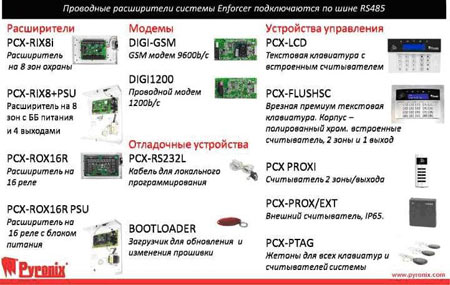 Проводные расширители системы Enforcer подключаются по шине RS485
Расширители
PCX-RIX8i
Расширитель
на 8 зон охраны
PCX-RIX8+PSU
Расширитель на 8
зон с ББ питания
и 4 выходами
PCX-ROX16R
Расширитель на
16 реле
PCX-ROX16R PSU
Расширитель на
16 реле с блоком
питания
Pyronix
Модемы
DIGI-GSM
GSM модем 9600b/c
DIGI1200
Проводной модем
1200b/c
Отладочные устройства
PCX-RS232L
Кабель для локального
программирования
BOOTLOADER
Загрузчик для обновления и
изменения прошивки
Устройства управления
PCX-LCD
Текстовая клавиатура с
встроенным считывателем
PCX-FLUSHSC
Врезная премиум текстовая
клавиатура. Корпус –
полированный хром. встроенные
считыватель, 2 зоны и 1 выход
PCX PROXI
Считыватель 2 зоны/выхода
PCX-PROX/EXT
Внешний считыватель, IP65.
PCX-PTAG
Жетоны для всех клавиатур и
считывателей системы
www.pyronix.com